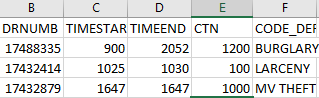 B C D E F
DRNUMB TIMESTAR TIMEEND CTN CODE_DEF
17488335 900 2052 1200 BURGLARY
17432414 1025 1030 100 LARCENY
17432879 1647 1647 1000 MV THEFT